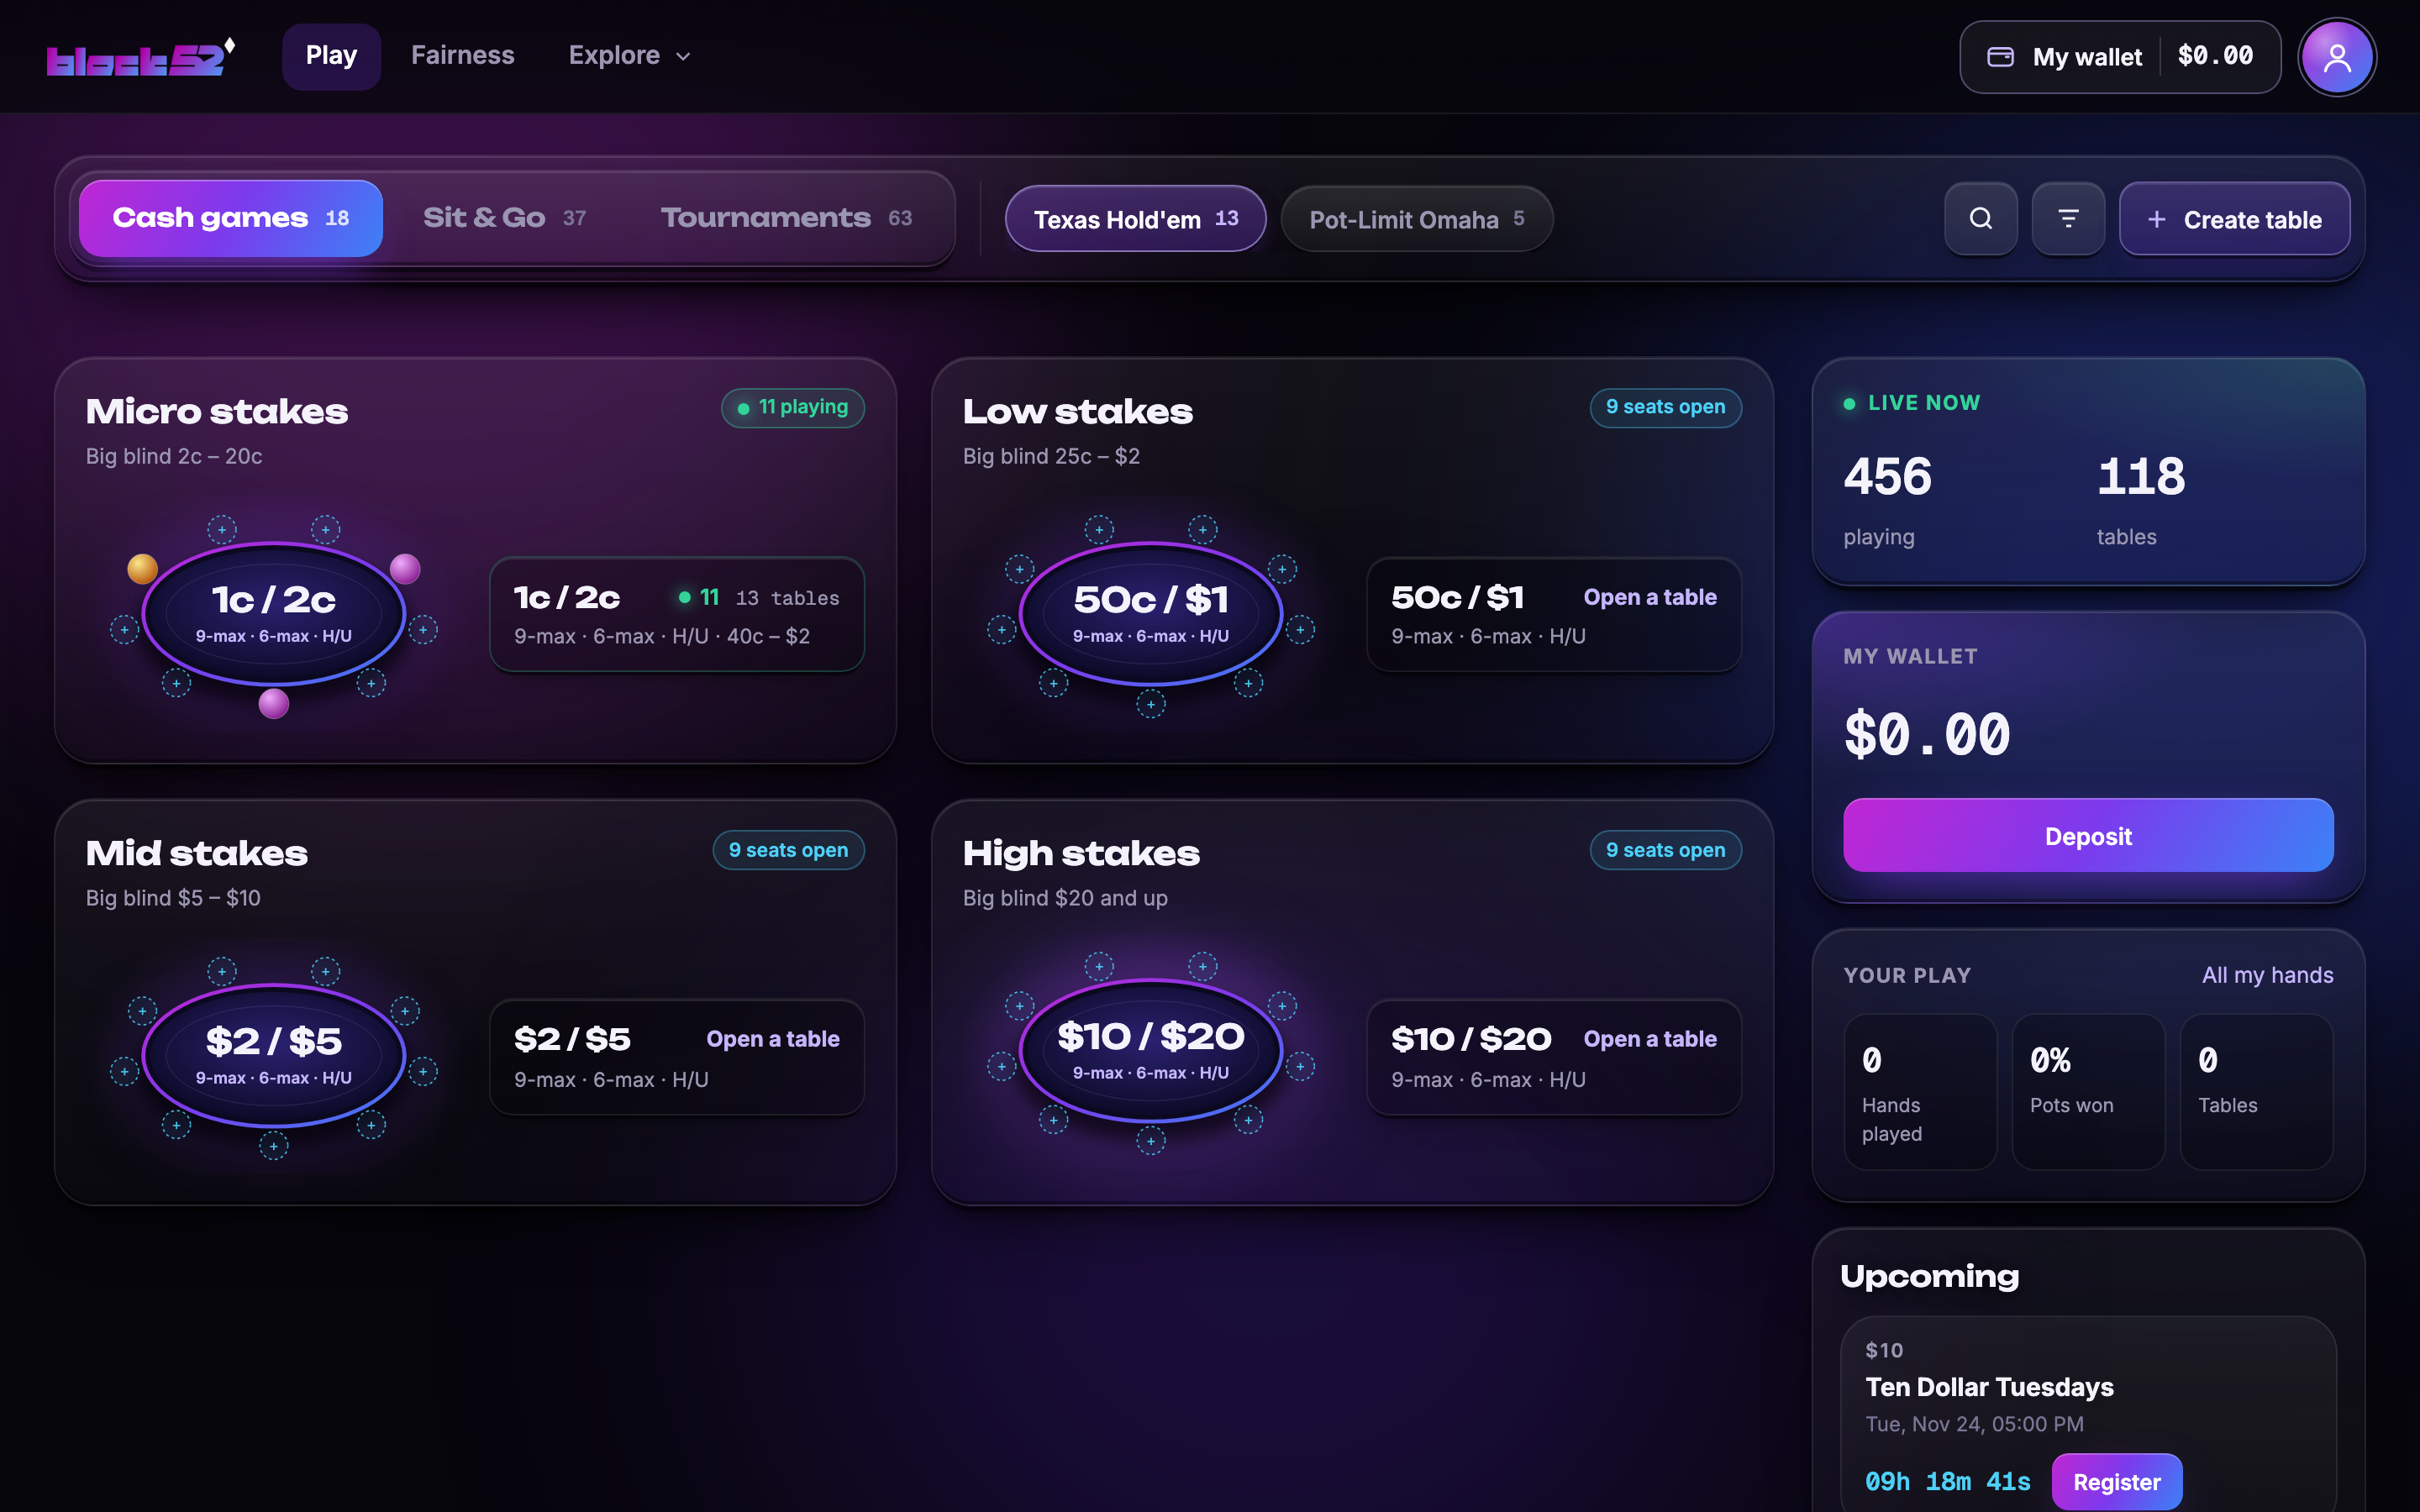 block52
Play
Fairness
Explore
My wallet
$0.00
Cash games 18
Sit & Go 37
Tournaments 63
Texas Hold'em 13
Pot-Limit Omaha 5
+ Create table
Micro stakes
11 playing
Big blind 2c – 20c
1c / 2c
9-max · 6-max · H/U
1c / 2c
11
13 tables
9-max · 6-max · H/U · 40c – $2
Low stakes
9 seats open
Big blind 25c – $2
50c / $1
9-max · 6-max · H/U
50c / $1
Open a table
9-max · 6-max · H/U
Mid stakes
9 seats open
Big blind $5 – $10
$2 / $5
9-max · 6-max · H/U
$2 / $5
Open a table
9-max · 6-max · H/U
High stakes
9 seats open
Big blind $20 and up
$10 / $20
9-max · 6-max · H/U
$10 / $20
Open a table
9-max · 6-max · H/U
LIVE NOW
456
playing
118
tables
MY WALLET
$0.00
Deposit
YOUR PLAY
All my hands
0
Hands
played
0%
Pots won
0
Tables
Upcoming
$10
Ten Dollar Tuesdays
Tue, Nov 24, 05:00 PM
09h 18m 41s
Register